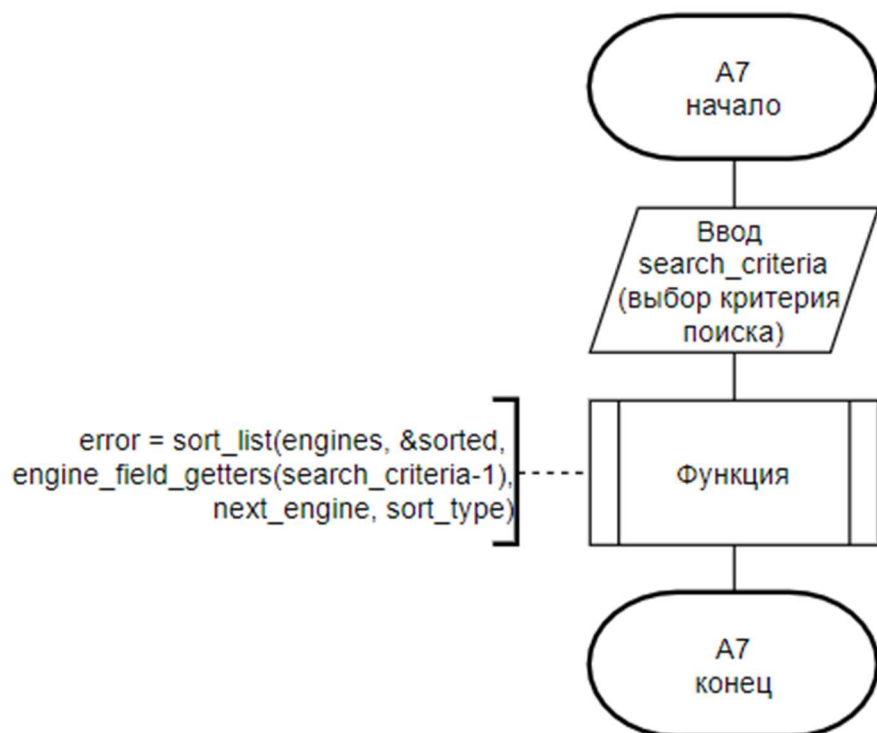 A7
начало
Ввод
search_criteria
(выбор критерия
поиска)
error = sort_list(engines, &sorted,
engine_field_getters(search_criteria-1),
next_engine, sort_type)
Функция
A7
конец